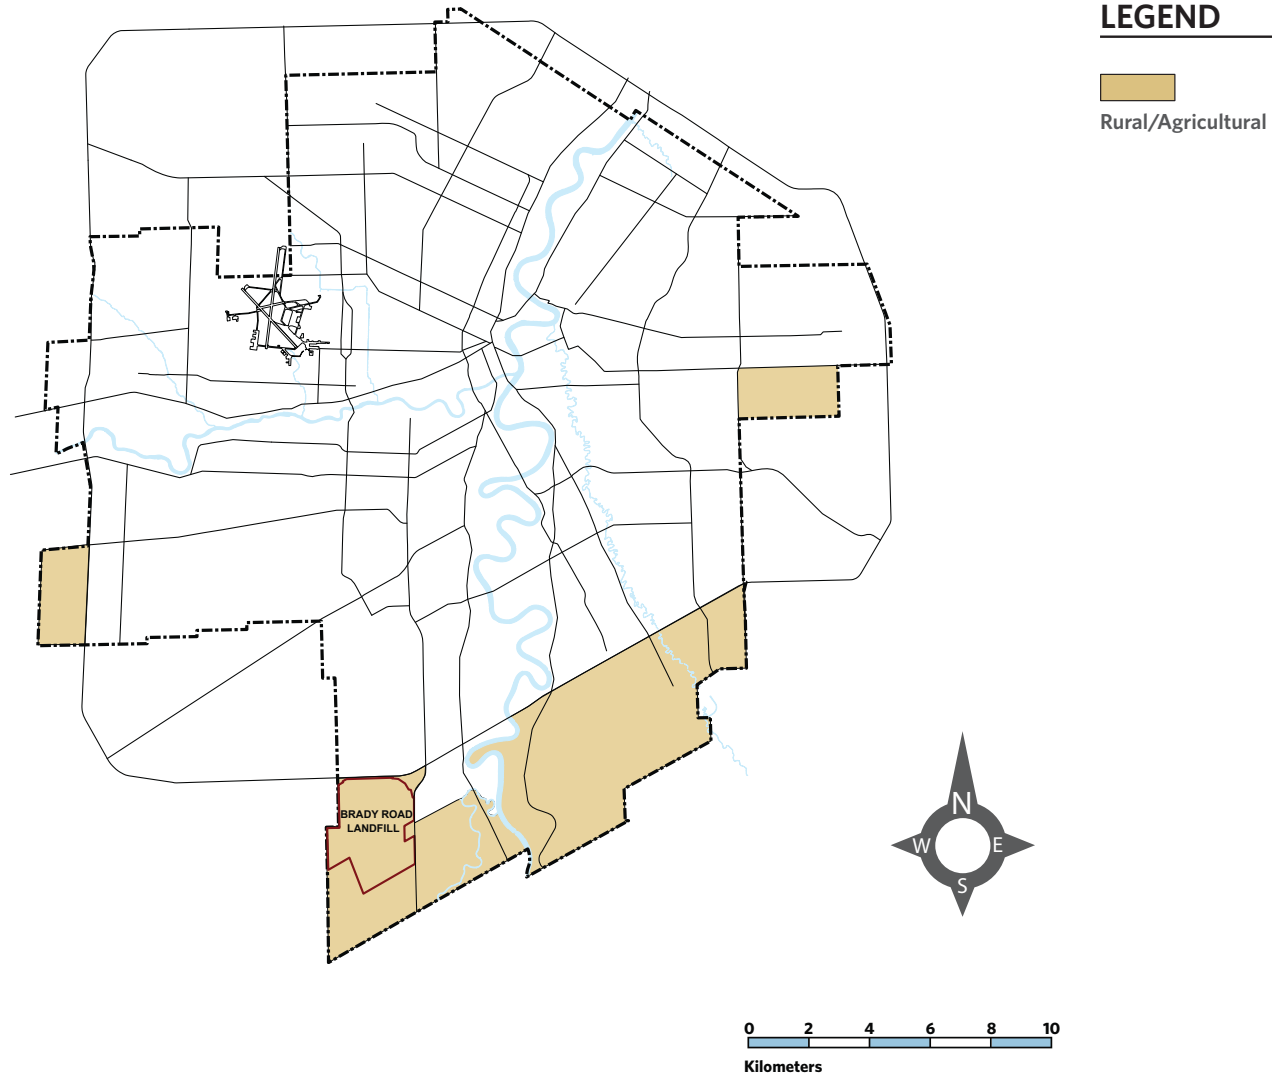 LEGEND
Rural/Agricultural
BRADY ROAD
LANDFILL
N
W
E
S
0 2 4 6 8 10
Kilometers